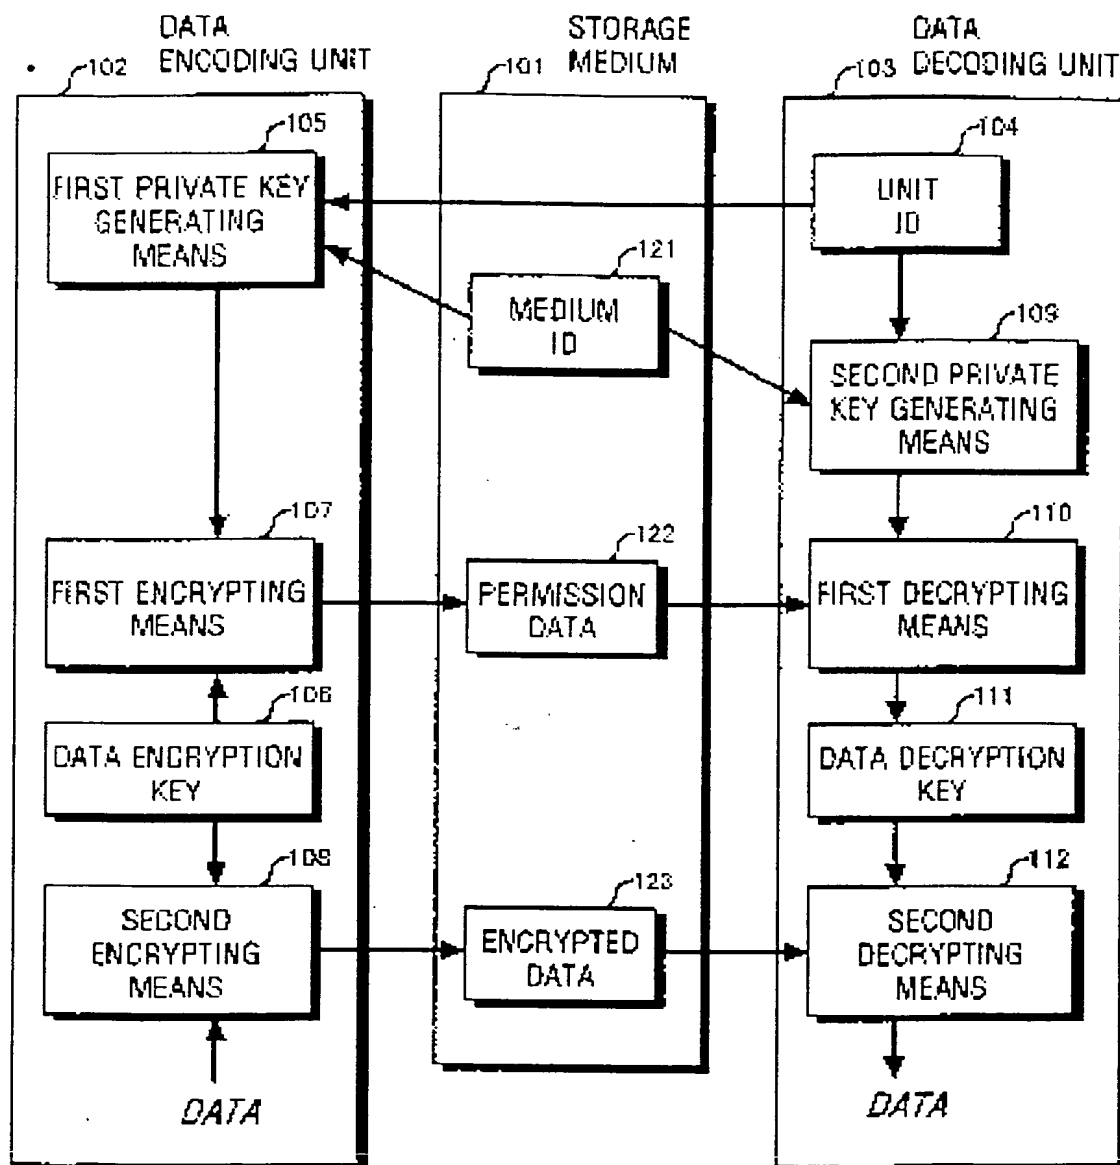 DATA
ENCODING UNIT
102
STORAGE
MEDIUM
101
DATA
DECODING UNIT
103
105
FIRST PRIVATE KEY
GENERATING
MEANS
104
UNIT
ID
121
MEDIUM
ID
109
SECOND PRIVATE
KEY GENERATING
MEANS
107
FIRST ENCRYPTING
MEANS
122
PERMISSION
DATA
110
FIRST DECRYPTING
MEANS
106
DATA ENCRYPTION
KEY
111
DATA DECRYPTION
KEY
108
SECOND
ENCRYPTING
MEANS
123
ENCRYPTED
DATA
112
SECOND
DECRYPTING
MEANS
DATA
DATA